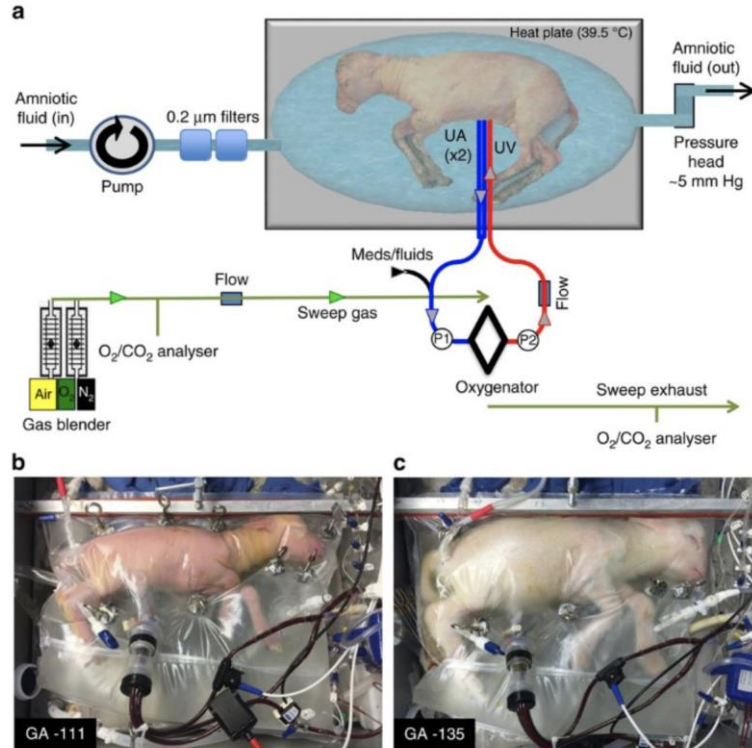 a
Heat plate (39.5 °C)
Amniotic
fluid (in)
0.2 μm filters
Pump
UA
(x2)
UV
Amniotic
fluid (out)
Pressure
head
~5 mm Hg
Meds/fluids
Flow
Sweep gas
O₂/CO₂ analyser
Air
O₂
N₂
Gas blender
P1
P2
Flow
Oxygenator
Sweep exhaust
O₂/CO₂ analyser
b
GA -111
c
GA -135